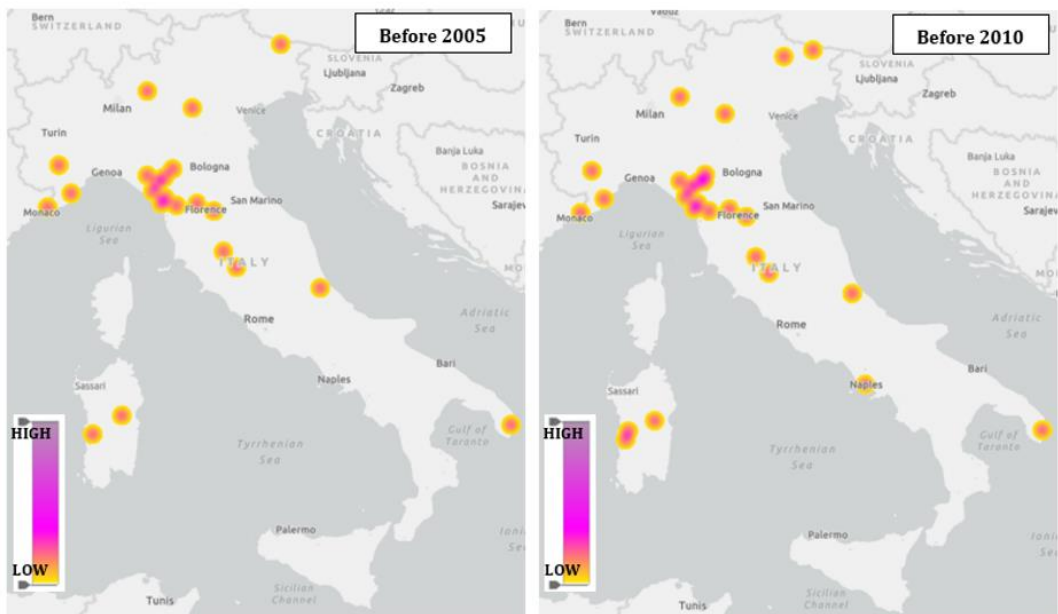 Before 2005
Bern
SWITZERLAND
SLOVENIA
Ljubljana
Zagreb
Milan
Venice
CROATIA
Turin
Banja Luka
BOSNIA
AND
HERZEGOVINA
Genoa
Bologna
Monaco
Florence
San Marino
Saraje
Ligurian
Sea
ITALY
Rome
Adriatic
Sea
Bari
Sassari
Naples
HIGH
Gulf of
Taranto
Tyrrhenian
Sea
LOW
Palermo
Sicilian
Channel
Tunis
Before 2010
Bern
Vaduz
SWITZERLAND
SLOVENIA
Ljubljana
Zagreb
Milan
Venice
CROATIA
Turin
Banja Luka
BOSNIA
AND
HERZEGOVINA
Genoa
Bologna
Monaco
Florence
San Marino
Sarajev
Ligurian
Sea
ITALY
Rome
Adriatic
Sea
Bari
Sassari
Naples
HIGH
Gulf of
Taranto
Tyrrhenian
Sea
LOW
Palermo
Sicilian
Channel
Tunis